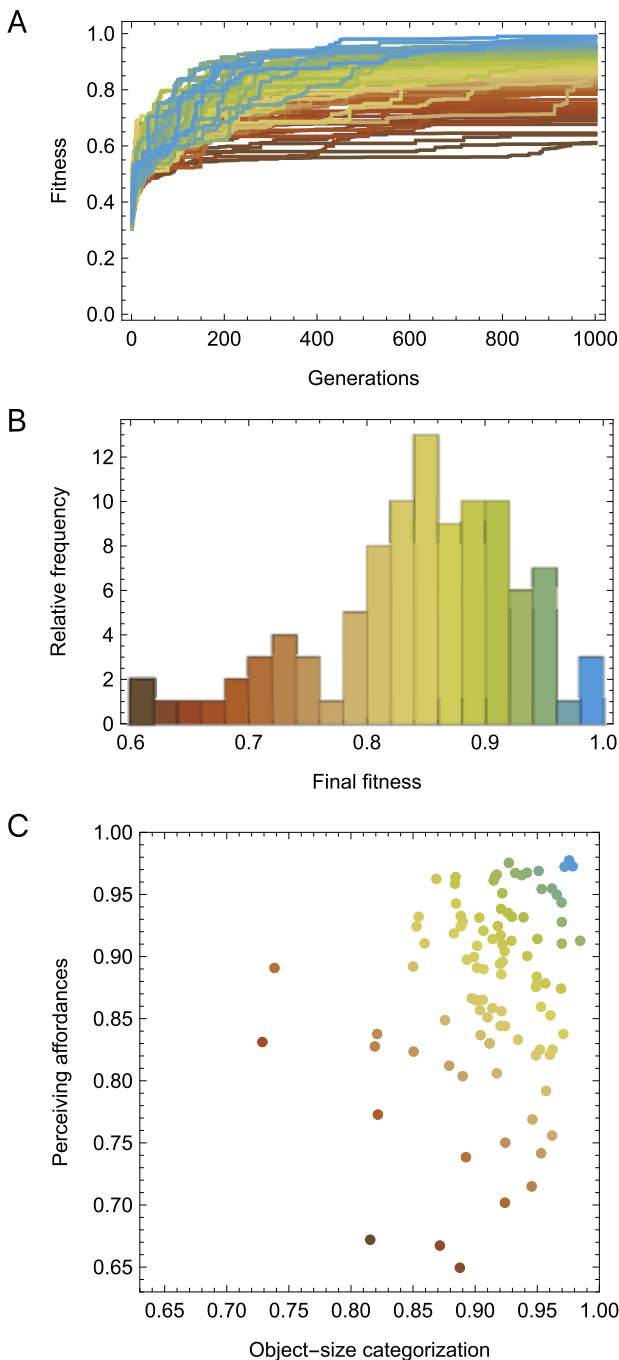 A
1.0
0.8
0.6
0.4
0.2
0.0
Fitness
0 200 400 600 800 1000
Generations
B
12
10
8
6
4
2
0
Relative frequency
0.6 0.7 0.8 0.9 1.0
Final fitness
C
1.00
0.95
0.90
0.85
0.80
0.75
0.70
0.65
Perceiving affordances
0.65 0.70 0.75 0.80 0.85 0.90 0.95 1.00
Object−size categorization